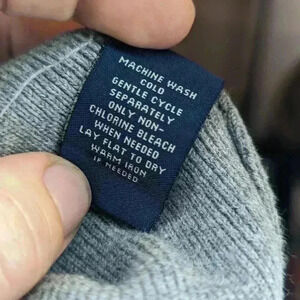 MACHINE WASH
COLD
GENTLE CYCLE
SEPARATELY
ONLY NON-
CHLORINE BLEACH
WHEN NEEDED
LAY FLAT TO DRY
WARM IRON
IF NEEDED